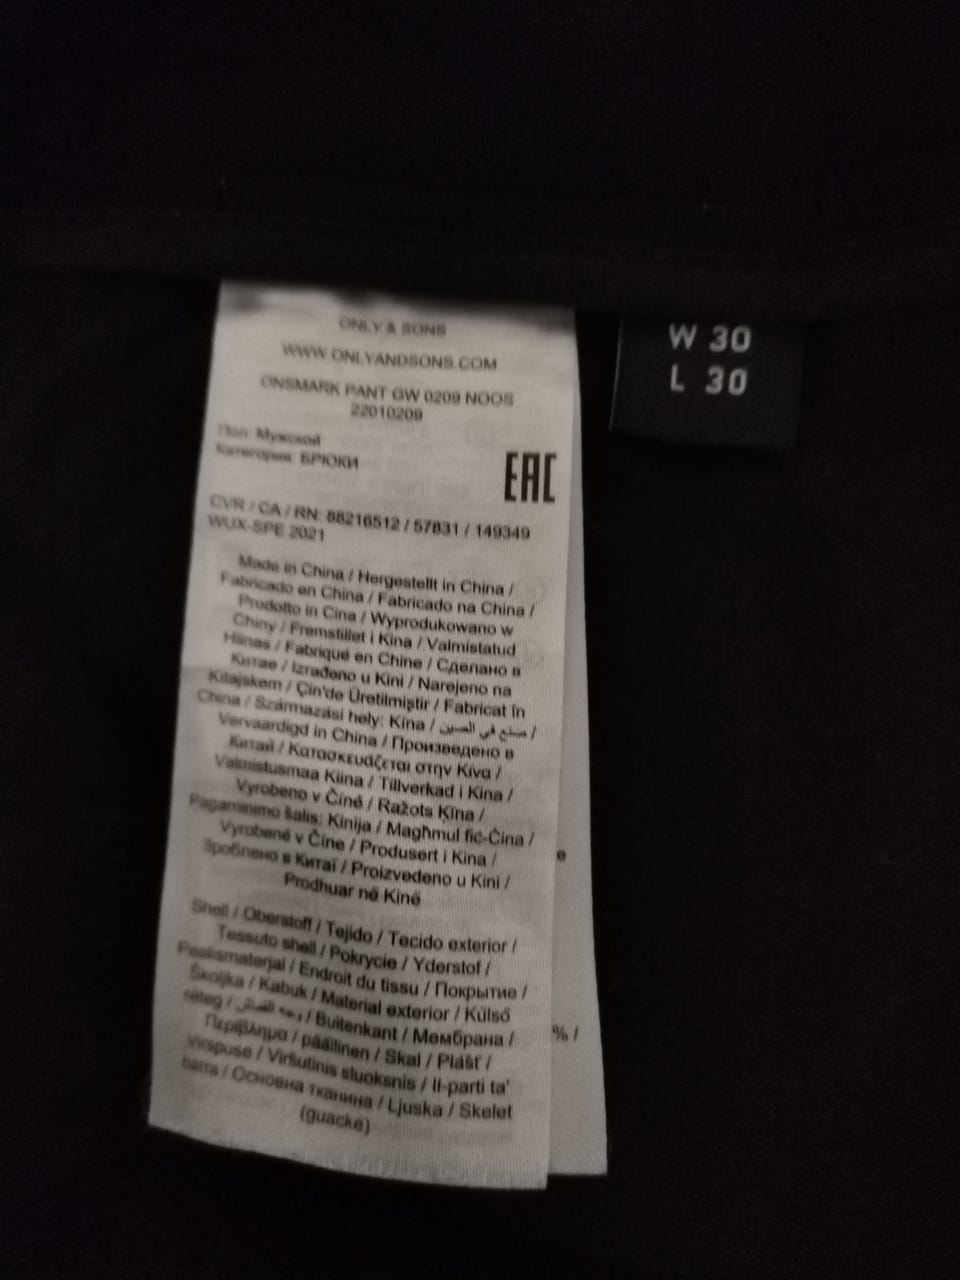 ONLY & SONS
WWW.ONLYANDSONS.COM
ONSMARK PANT GW 0209 NOOS
22010209
Пол: Мужской
Категория: БРЮКИ
EAC
CVR / CA / RN: 88216512 / 57831 / 149349
WUX-SPE 2021
Made in China / Hergestellt in China /
Fabricado en China / Fabricado na China /
Prodotto in Cina / Wyprodukowano w
Chiny / Fremstillet i Kina / Valmistatud
Hiinas / Fabriqué en Chine / Сделано в
Китае / Izrađeno u Kini / Narejeno na
Kitajskem / Çin'de Üretilmiştir / Fabricat în
China / Származási hely: Kína / صنع في الصين /
Vervaardigd in China / Произведено в
Китай / Κατασκευάζεται στην Κίνα /
Valmistusmaa Kiina / Tillverkad i Kina /
Vyrobeno v Číně / Ražots Ķīna /
Pagaminimo šalis: Kinija / Magħmul fiċ-Ċina /
Vyrobené v Číne / Produsert i Kina /
Зроблено в Китаї / Proizvedeno u Kini /
Prodhuar në Kinë
Shell / Oberstoff / Tejido / Tecido exterior /
Tessuto shell / Pokrycie / Yderstof /
Pealismaterjal / Endroit du tissu / Покрытие /
Školjka / Kabuk / Material exterior / Külső
réteg / وجه القماش / Buitenkant / Мембрана /
Περίβλημα / päällinen / Skal / Plášť /
Virspuse / Viršutinis sluoksnis / Il-parti ta'
barra / Основна тканина / Ljuska / Skelet
(guackë)
e
% /
W 30
L 30